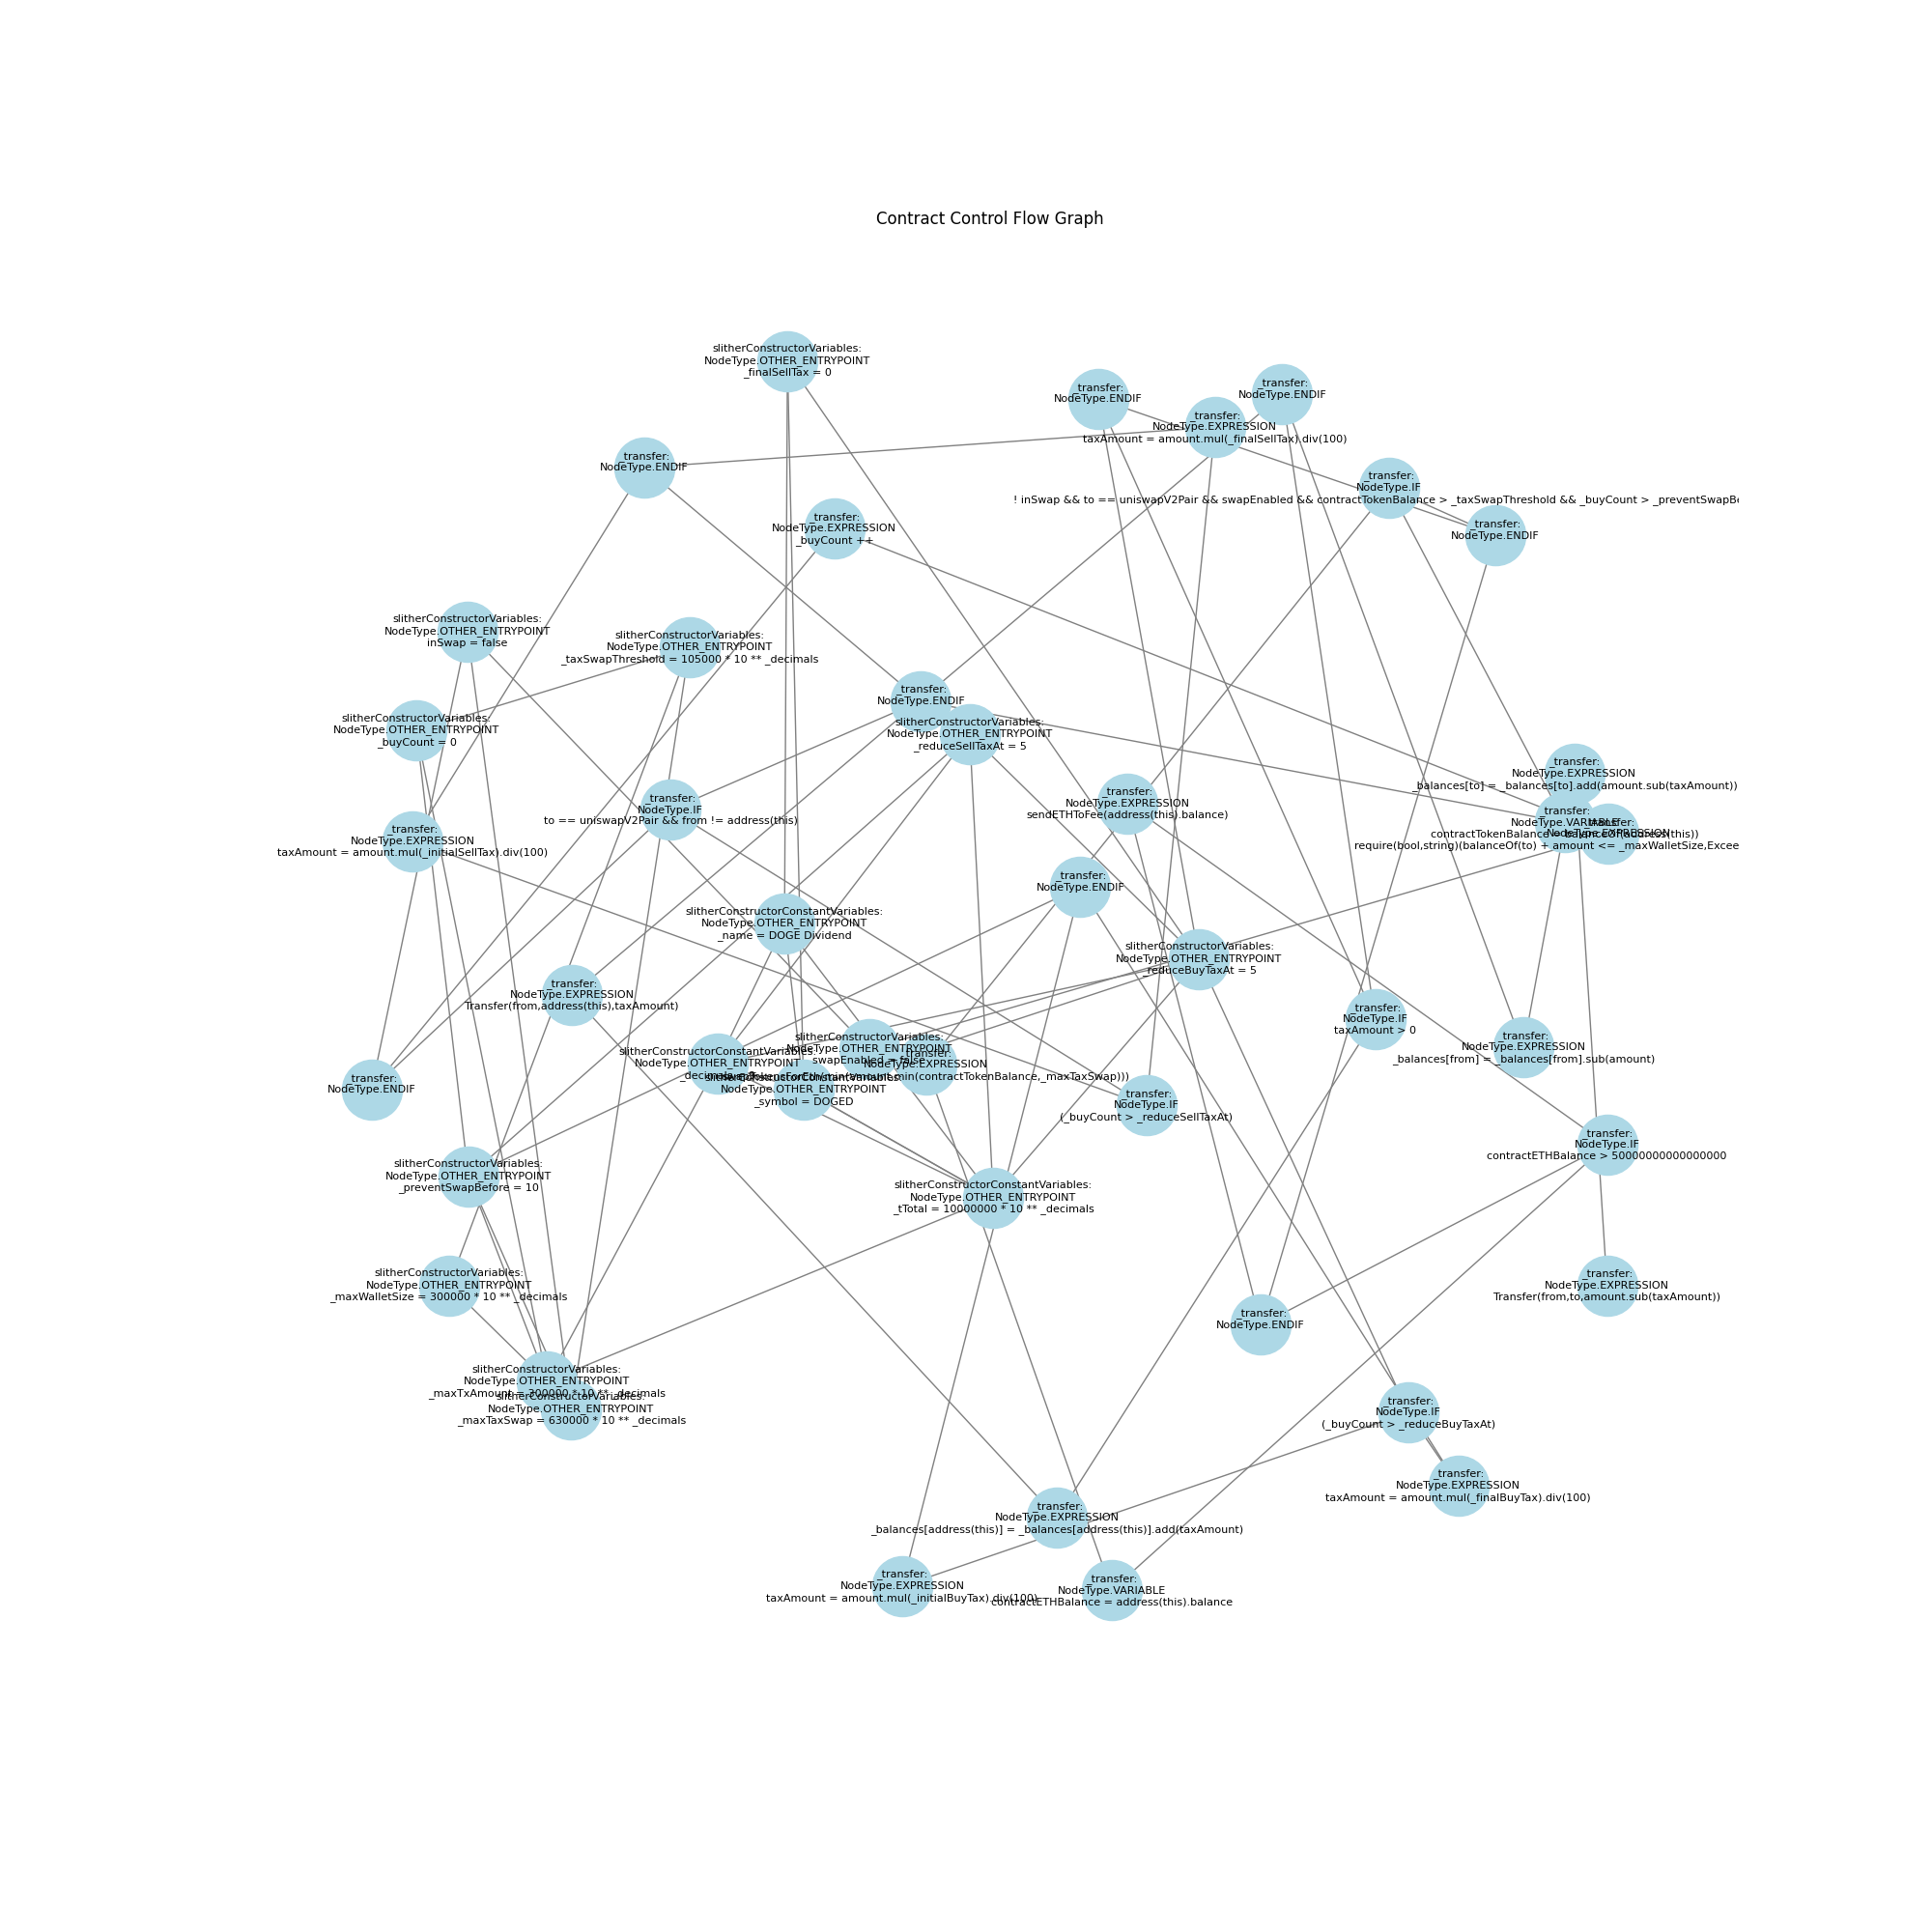 Contract Control Flow Graph
slitherConstructorVariables:
NodeType.OTHER_ENTRYPOINT
_finalSellTax = 0
_transfer:
NodeType.ENDIF
_transfer:
NodeType.ENDIF
_transfer:
NodeType.EXPRESSION
taxAmount = amount.mul(_finalSellTax).div(100)
_transfer:
NodeType.ENDIF
_transfer:
NodeType.IF
! inSwap && to == uniswapV2Pair && swapEnabled && contractTokenBalance > _taxSwapThreshold && _buyCount > _preventSwapBe
_transfer:
NodeType.EXPRESSION
_buyCount ++
_transfer:
NodeType.ENDIF
slitherConstructorVariables:
NodeType.OTHER_ENTRYPOINT
inSwap = false
slitherConstructorVariables:
NodeType.OTHER_ENTRYPOINT
_taxSwapThreshold = 105000 * 10 ** _decimals
_transfer:
NodeType.ENDIF
slitherConstructorVariables:
NodeType.OTHER_ENTRYPOINT
_buyCount = 0
slitherConstructorVariables:
NodeType.OTHER_ENTRYPOINT
_reduceSellTaxAt = 5
_transfer:
NodeType.EXPRESSION
_balances[to] = _balances[to].add(amount.sub(taxAmount))
_transfer:
NodeType.IF
to == uniswapV2Pair && from != address(this)
_transfer:
NodeType.EXPRESSION
sendETHToFee(address(this).balance)
_transfer:
NodeType.VARIABLE
contractTokenBalance = balanceOf(address(this))
_transfer:
NodeType.EXPRESSION
require(bool,string)(balanceOf(to) + amount <= _maxWalletSize,Excee
_transfer:
NodeType.EXPRESSION
taxAmount = amount.mul(_initialSellTax).div(100)
_transfer:
NodeType.ENDIF
slitherConstructorConstantVariables:
NodeType.OTHER_ENTRYPOINT
_name = DOGE Dividend
slitherConstructorVariables:
NodeType.OTHER_ENTRYPOINT
_reduceBuyTaxAt = 5
_transfer:
NodeType.EXPRESSION
Transfer(from,address(this),taxAmount)
_transfer:
NodeType.IF
taxAmount > 0
slitherConstructorVariables:
NodeType.OTHER_ENTRYPOINT
swapEnabled = false
_transfer:
NodeType.EXPRESSION
_balances[from] = _balances[from].sub(amount)
slitherConstructorConstantVariables:
NodeType.OTHER_ENTRYPOINT
_transfer:
NodeType.EXPRESSION
(min(amount,min(contractTokenBalance,_maxTaxSwap)))
_transfer:
NodeType.ENDIF
slitherConstructorConstantVariables:
NodeType.OTHER_ENTRYPOINT
_symbol = DOGED
_transfer:
NodeType.IF
(_buyCount > _reduceSellTaxAt)
_transfer:
NodeType.IF
contractETHBalance > 50000000000000000
slitherConstructorVariables:
NodeType.OTHER_ENTRYPOINT
_preventSwapBefore = 10
slitherConstructorConstantVariables:
NodeType.OTHER_ENTRYPOINT
_tTotal = 10000000 * 10 ** _decimals
slitherConstructorVariables:
NodeType.OTHER_ENTRYPOINT
_maxWalletSize = 300000 * 10 ** _decimals
_transfer:
NodeType.EXPRESSION
Transfer(from,to,amount.sub(taxAmount))
_transfer:
NodeType.ENDIF
slitherConstructorVariables:
NodeType.OTHER_ENTRYPOINT
_maxTxAmount = 300000 * 10 ** _decimals
slitherConstructorVariables:
NodeType.OTHER_ENTRYPOINT
_maxTaxSwap = 630000 * 10 ** _decimals
_transfer:
NodeType.IF
(_buyCount > _reduceBuyTaxAt)
_transfer:
NodeType.EXPRESSION
taxAmount = amount.mul(_finalBuyTax).div(100)
_transfer:
NodeType.EXPRESSION
_balances[address(this)] = _balances[address(this)].add(taxAmount)
_transfer:
NodeType.EXPRESSION
taxAmount = amount.mul(_initialBuyTax).div(100)
_transfer:
NodeType.VARIABLE
contractETHBalance = address(this).balance